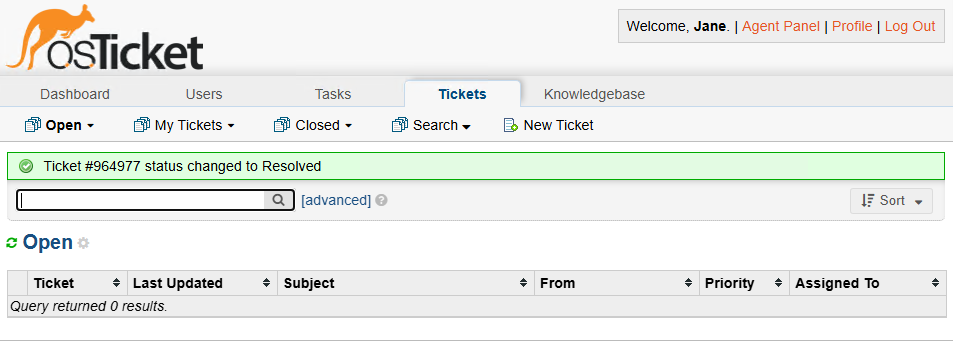 osTicket
Welcome, Jane. | Agent Panel | Profile | Log Out
Dashboard Users Tasks Tickets Knowledgebase
Open My Tickets Closed Search New Ticket
Ticket #964977 status changed to Resolved
[advanced] ? Sort
Open
Ticket Last Updated Subject From Priority Assigned To
Query returned 0 results.